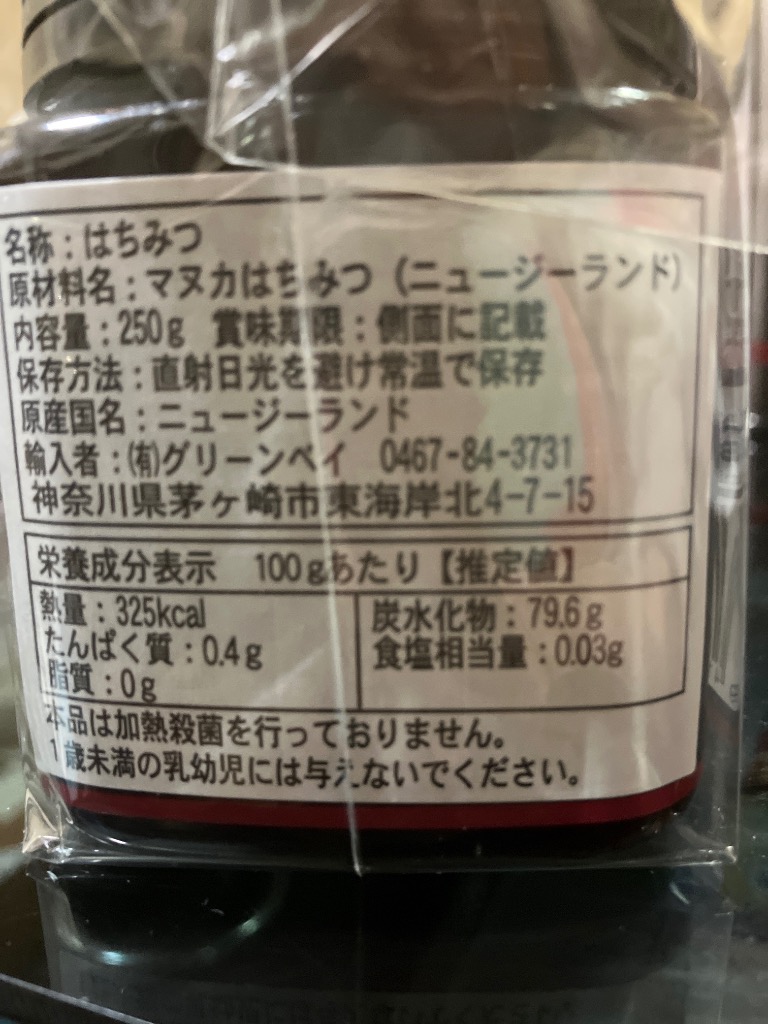 名称：はちみつ
原材料名：マヌカはちみつ（ニュージーランド）
内容量：250g 賞味期限：側面に記載
保存方法：直射日光を避け常温で保存
原産国名：ニュージーランド
輸入者：(有)グリーンベイ 0467-84-3731
神奈川県茅ヶ崎市東海岸北4-7-15
栄養成分表示 100gあたり【推定値】
熱量：325kcal
たんぱく質：0.4g
脂質：0g
炭水化物：79.6g
食塩相当量：0.03g
本品は加熱殺菌を行っておりません。
1歳未満の乳幼児には与えないでください。